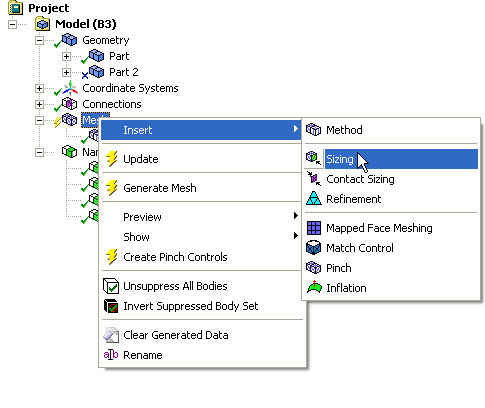 Project
Model (B3)
Geometry
Part
Part 2
Coordinate Systems
Connections
Mesh
Insert
Method
Update
Sizing
Contact Sizing
Generate Mesh
Refinement
Preview
Mapped Face Meshing
Show
Match Control
Create Pinch Controls
Pinch
Unsuppress All Bodies
Inflation
Invert Suppressed Body Set
Clear Generated Data
Rename